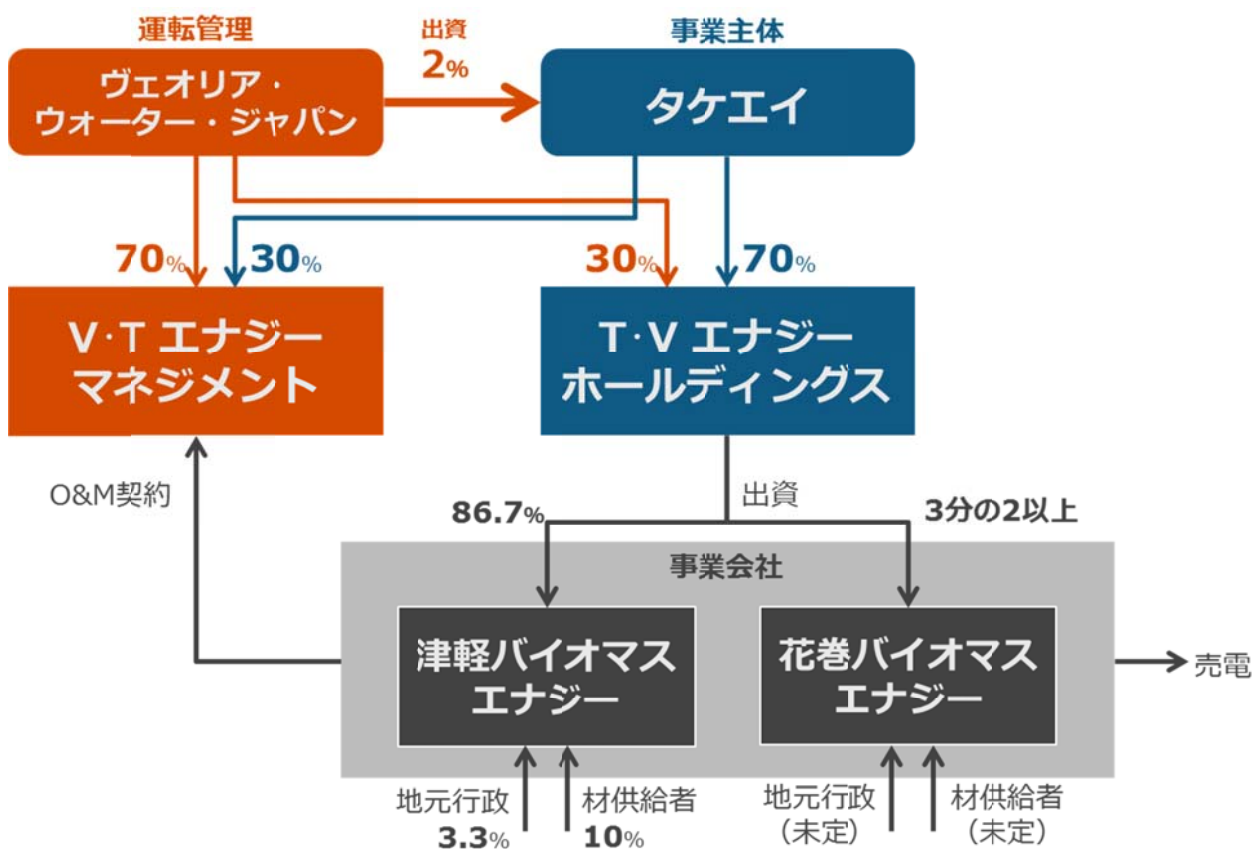 運転管理
出資
2%
事業主体
ヴェオリア・
ウォーター・ジャパン
タケエイ
70%
30%
30%
70%
V·T エナジー
マネジメント
T·V エナジー
ホールディングス
O&M契約
出資
86.7%
3分の2以上
事業会社
津軽バイオマス
エナジー
花巻バイオマス
エナジー
売電
地元行政
3.3%
材供給者
10%
地元行政
(未定)
材供給者
(未定)